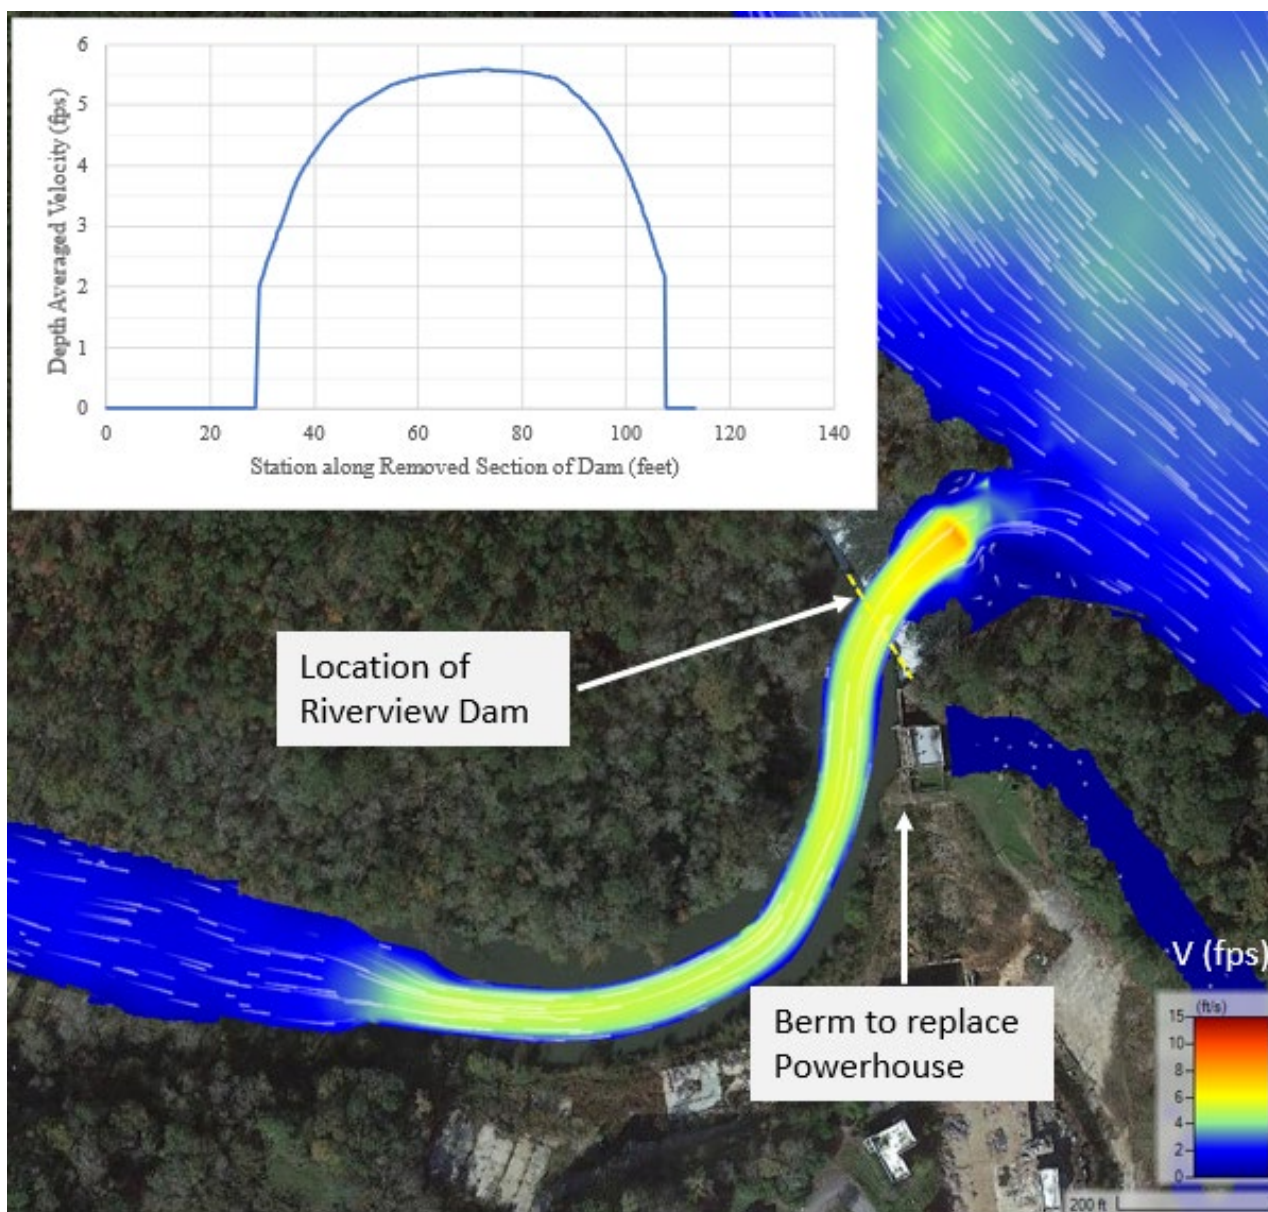 6
5
4
3
2
1
0
Depth Averaged Velocity (fps)
0 20 40 60 80 100 120 140
Station along Removed Section of Dam (feet)
Location of
Riverview Dam
Berm to replace
Powerhouse
V (fps)
(ft/s)
15
10
8
6
4
2
0
200 ft